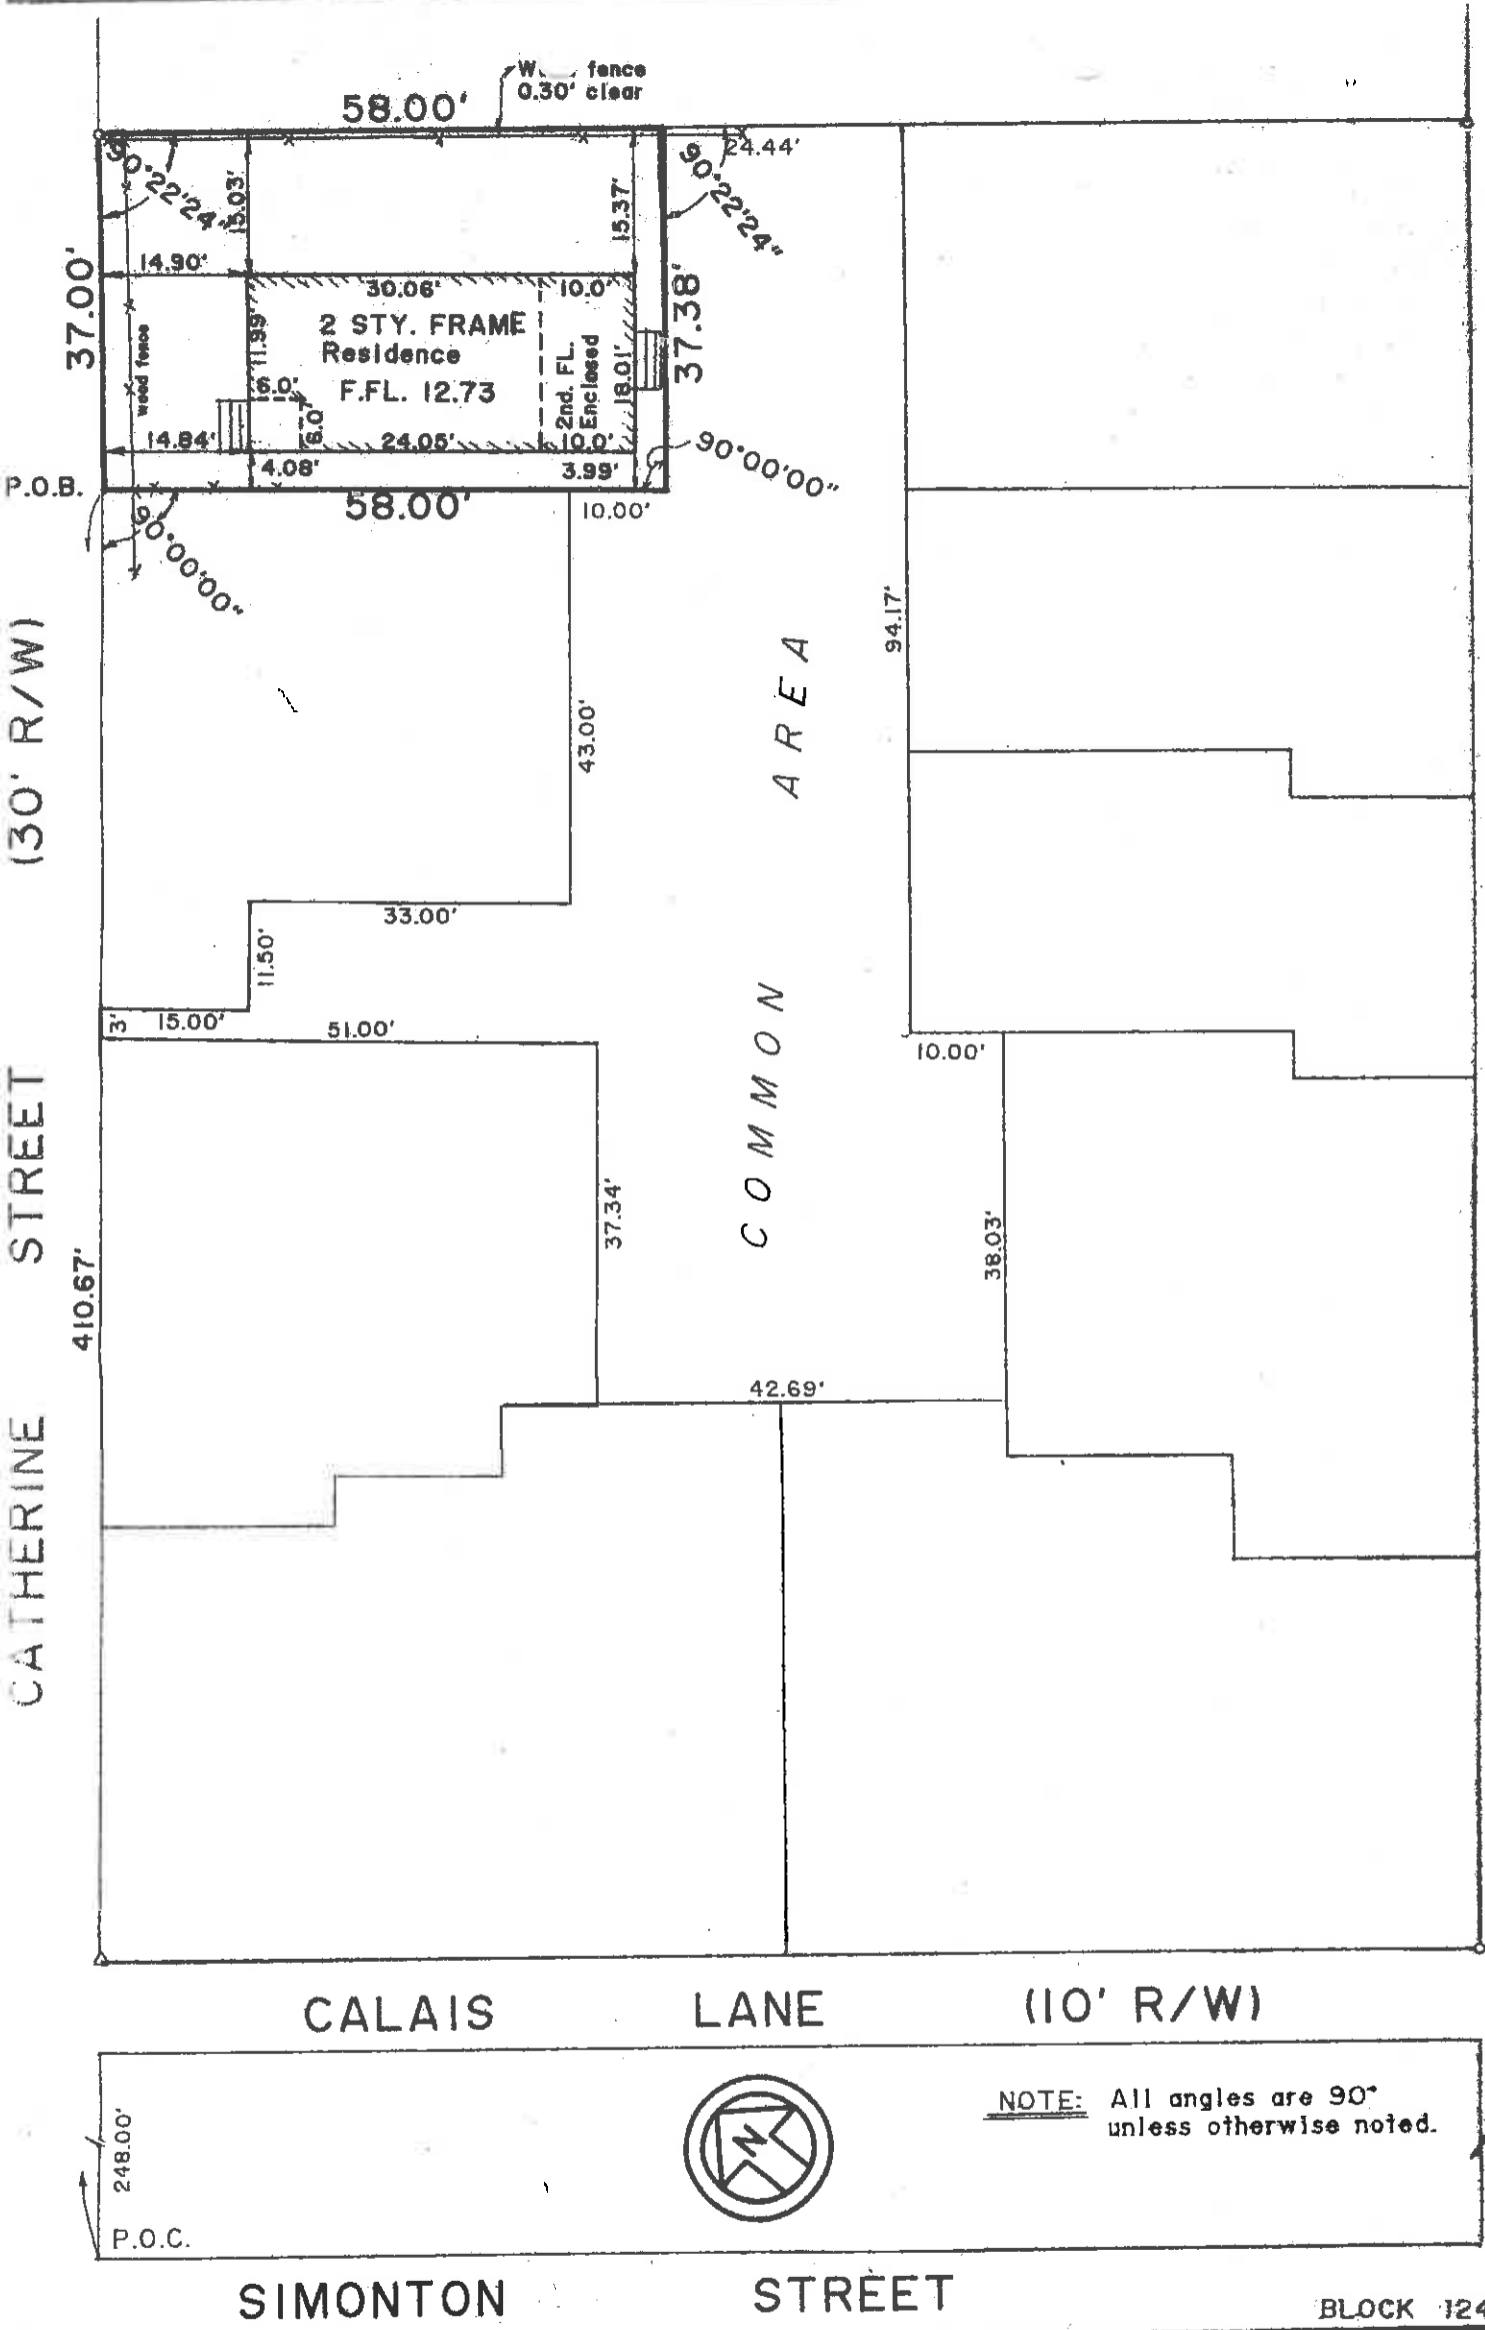 fence
0.30' clear
58.00'
24.44'
90°22'24"
90°22'24"
15.03'
15.37'
14.90'
37.00'
37.38'
30.06'
10.0'
2 STY. FRAME
Residence
F.FL. 12.73
2nd. FL.
Enclosed
11.99'
18.01'
wood fence
6.0'
6.0'
14.84'
24.05'
10.0'
90°00'00"
4.08'
3.99'
P.O.B.
58.00'
10.00'
90°00'00"
94.17'
43.00'
COMMON AREA
33.00'
11.50'
3'
15.00'
51.00'
10.00'
37.34'
38.03'
410.67'
42.69'
CATHERINE STREET (30' R/W)
CALAIS LANE (10' R/W)
248.00'
P.O.C.
N
NOTE: All angles are 90°
unless otherwise noted.
SIMONTON STREET
BLOCK 124